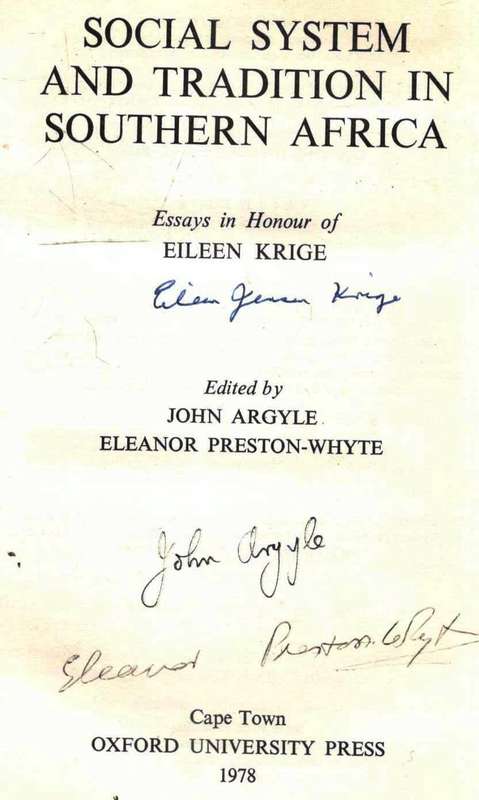 SOCIAL SYSTEM
AND TRADITION IN
SOUTHERN AFRICA
Essays in Honour of
EILEEN KRIGE
Eileen Jensen Krige
Edited by
JOHN ARGYLE
ELEANOR PRESTON-WHYTE
John Argyle
Eleanor Preston-Whyte
Cape Town
OXFORD UNIVERSITY PRESS
1978